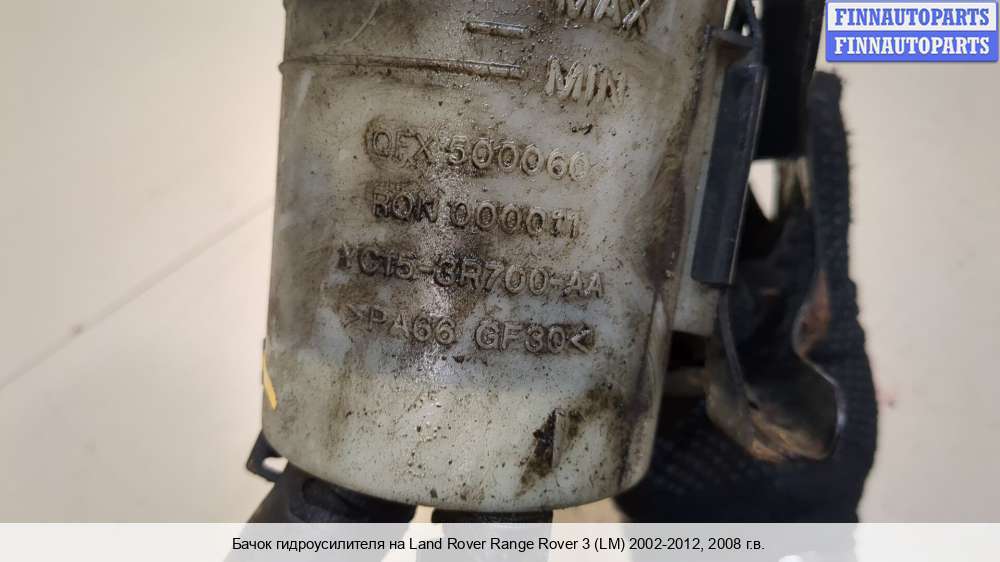 FINNAUTOPARTS
FINNAUTOPARTS
MAX
MIN
QFX 500060
RQN 000011
YC15-3R700-AA
>PA66 GF30<
Бачок гидроусилителя на Land Rover Range Rover 3 (LM) 2002-2012, 2008 г.в.